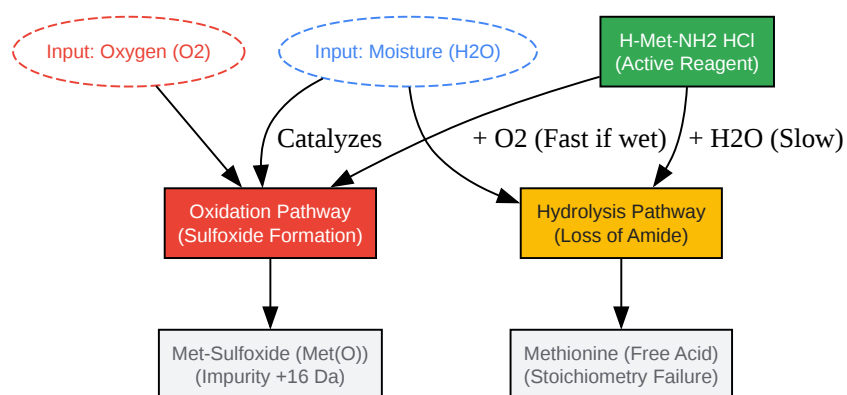 Input: Oxygen (O2)
Input: Moisture (H2O)
H-Met-NH2 HCl
(Active Reagent)
Catalyzes
+ O2 (Fast if wet)
+ H2O (Slow)
Oxidation Pathway
(Sulfoxide Formation)
Hydrolysis Pathway
(Loss of Amide)
Met-Sulfoxide (Met(O))
(Impurity +16 Da)
Methionine (Free Acid)
(Stoichiometry Failure)